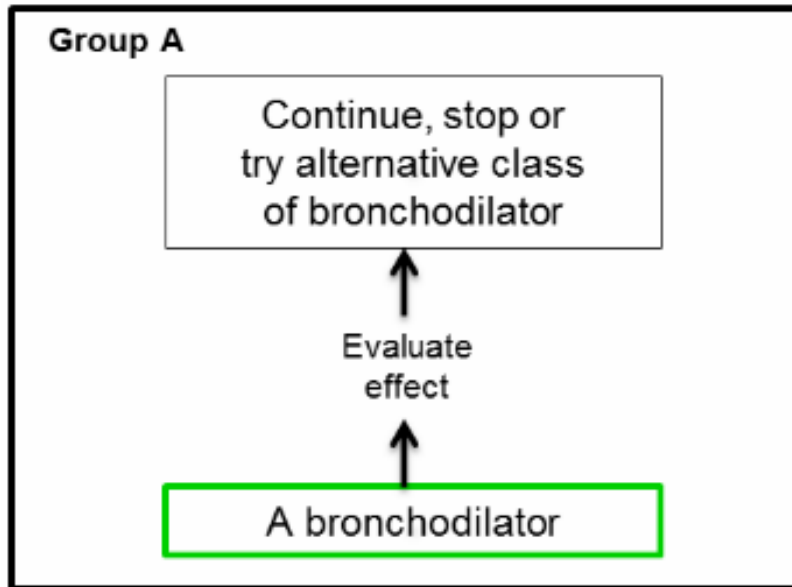 Group A
Continue, stop or
try alternative class
of bronchodilator
Evaluate
effect
A bronchodilator